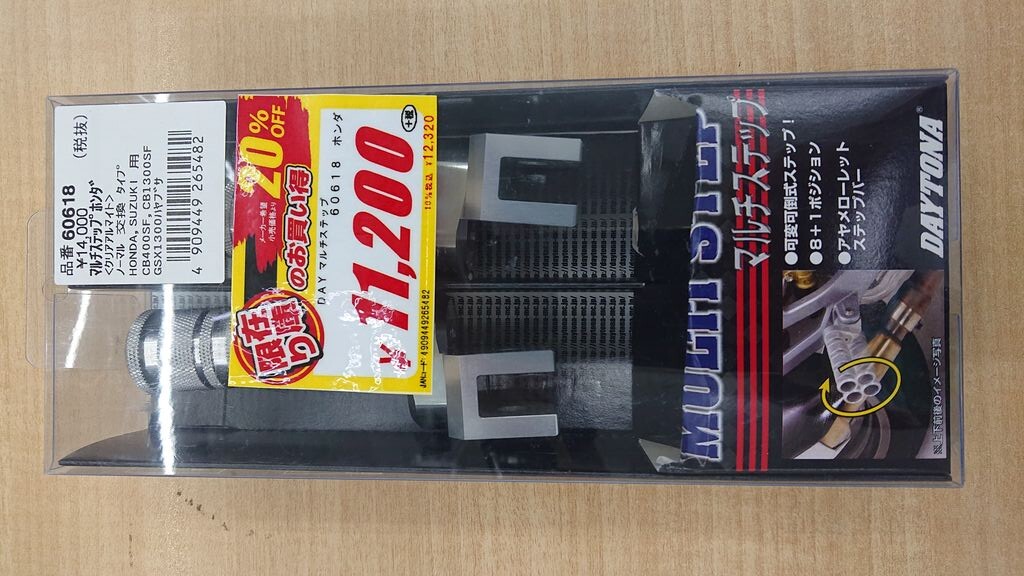 DAYTONA®
マルチステップ
MULTI STEP
●可変可倒式ステップ!
●8+1ポジション
●アヤメローレット
ステップバー
※上は前後のイメージ写真
20%OFF
メーカー希望
小売価格より
のお買い得
在庫限り
DAY マルチステップ ホンダ
60618
¥11,200
+税
10%税込 ¥12,320
JANコード: 4909449265482
品番 60618
¥14,000 (税抜)
マルチステップ ホンダ
<クリアアルマイト>
ノーマル 交換 タイプ
HONDA,SUZUKI 用
CB400SF,CB1300SF
GSX1300ハヤブサ
4 909449 265482